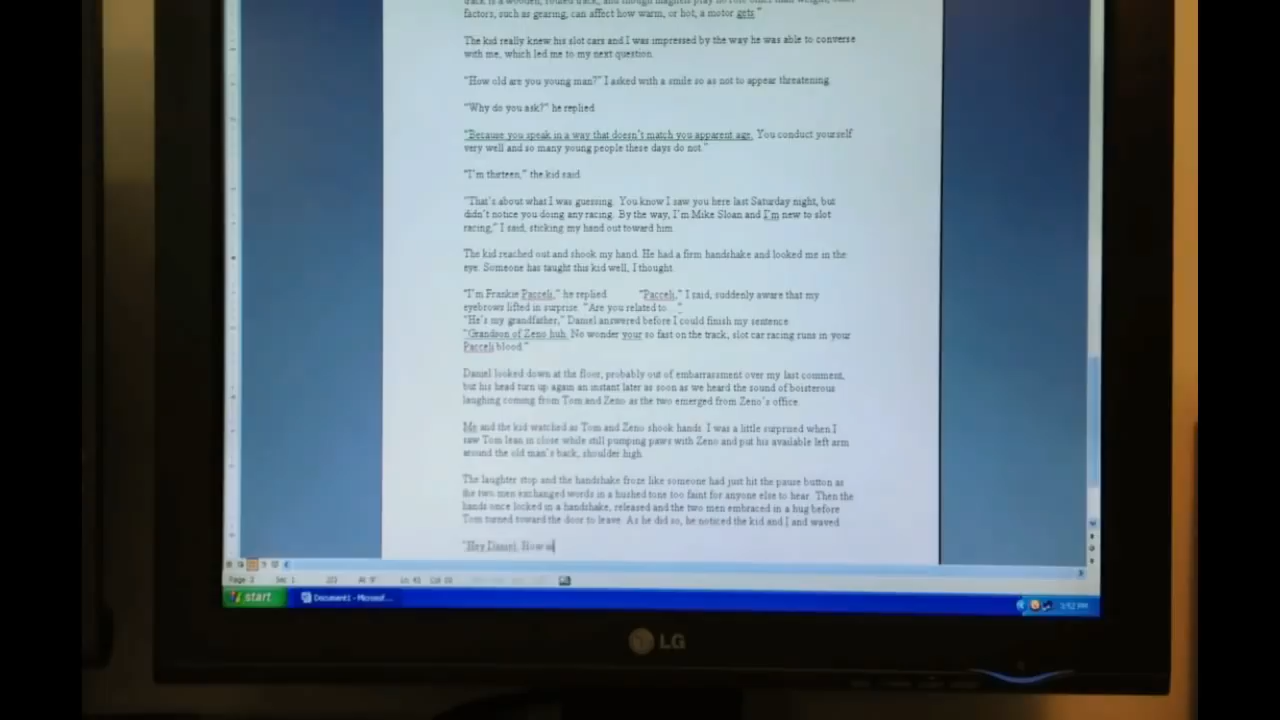 track is a wooden, routed track, and though magnets play no role other than weight, other
factors, such as gearing, can affect how warm, or hot, a motor gets."
The kid really knew his slot cars and I was impressed by the way he was able to converse
with me, which led me to my next question.
"How old are you young man?" I asked with a smile so as not to appear threatening.
"Why do you ask?" he replied.
"Because you speak in a way that doesn't match you apparent age. You conduct yourself
very well and so many young people these days do not."
"I'm thirteen," the kid said.
"That's about what I was guessing. You know I saw you here last Saturday night, but
didn't notice you doing any racing. By the way, I'm Mike Sloan and I'm new to slot
racing," I said, sticking my hand out toward him.
The kid reached out and shook my hand. He had a firm handshake and looked me in the
eye. Someone has taught this kid well, I thought.
"I'm Frankie Pacceli," he replied. "Pacceli," I said, suddenly aware that my
eyebrows lifted in surprise. "Are you related to…"
"He's my grandfather," Daniel answered before I could finish my sentence.
"Grandson of Zeno huh. No wonder your so fast on the track, slot car racing runs in your
Pacceli blood."
Daniel looked down at the floor, probably out of embarrassment over my last comment,
but his head turn up again an instant later as soon as we heard the sound of boisterous
laughing coming from Tom and Zeno as the two emerged from Zeno's office.
Me and the kid watched as Tom and Zeno shook hands. I was a little surprised when I
saw Tom lean in close while still pumping paws with Zeno and put his available left arm
around the old man's back, shoulder high.
The laughter stop and the handshake froze like someone had just hit the pause button as
the two men exchanged words in a hushed tone too faint for anyone else to hear. Then the
hands once locked in a handshake, released and the two men embraced in a hug before
Tom turned toward the door to leave. As he did so, he noticed the kid and I and waved.
"Hey Daniel. How a
Page 2 Sec 1
start Document1 - Microsof... 3:52 PM
LG